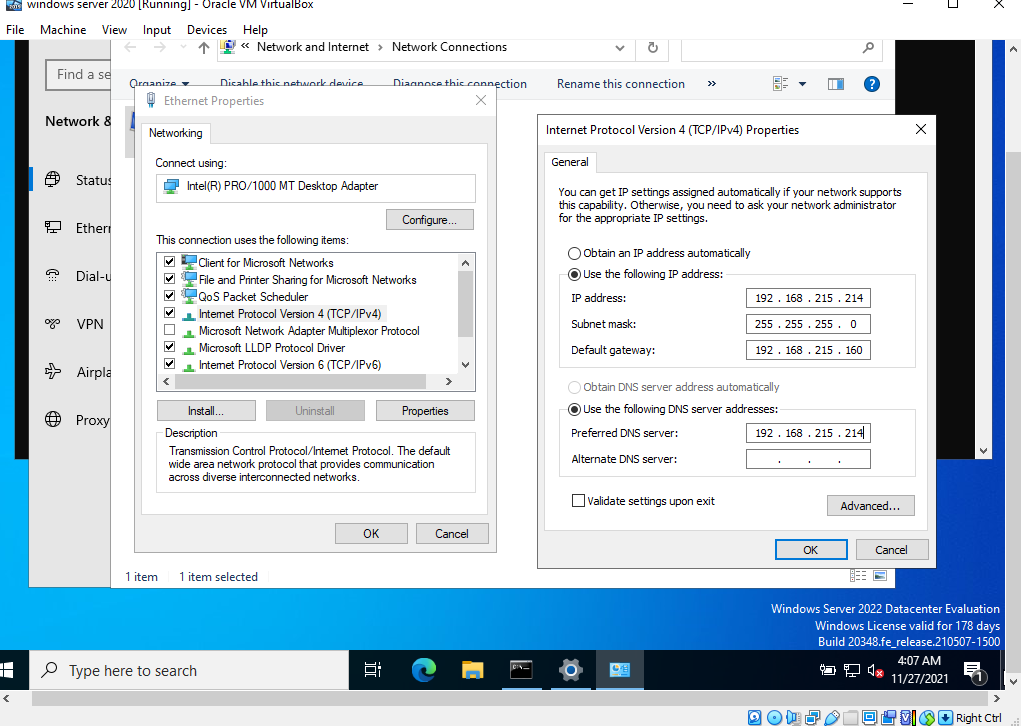 windows server 2020 [Running] - Oracle VM VirtualBox
File Machine View Input Devices Help
« Network and Internet › Network Connections
Find a se
Organize Disable this network device Diagnose this connection Rename this connection »
Network &
Status
Ethern
Dial-u
VPN
Airpla
Proxy
Ethernet Properties
Networking
Connect using:
Intel(R) PRO/1000 MT Desktop Adapter
Configure...
This connection uses the following items:
Client for Microsoft Networks
File and Printer Sharing for Microsoft Networks
QoS Packet Scheduler
Internet Protocol Version 4 (TCP/IPv4)
Microsoft Network Adapter Multiplexor Protocol
Microsoft LLDP Protocol Driver
Internet Protocol Version 6 (TCP/IPv6)
Install... Uninstall Properties
Description
Transmission Control Protocol/Internet Protocol. The default
wide area network protocol that provides communication
across diverse interconnected networks.
OK Cancel
1 item 1 item selected
Internet Protocol Version 4 (TCP/IPv4) Properties
General
You can get IP settings assigned automatically if your network supports
this capability. Otherwise, you need to ask your network administrator
for the appropriate IP settings.
Obtain an IP address automatically
Use the following IP address:
IP address: 192 . 168 . 215 . 214
Subnet mask: 255 . 255 . 255 . 0
Default gateway: 192 . 168 . 215 . 160
Obtain DNS server address automatically
Use the following DNS server addresses:
Preferred DNS server: 192 . 168 . 215 . 214
Alternate DNS server: . . .
Validate settings upon exit
Advanced...
OK Cancel
Windows Server 2022 Datacenter Evaluation
Windows License valid for 178 days
Build 20348.fe_release.210507-1500
Type here to search
4:07 AM
11/27/2021
1
Right Ctrl